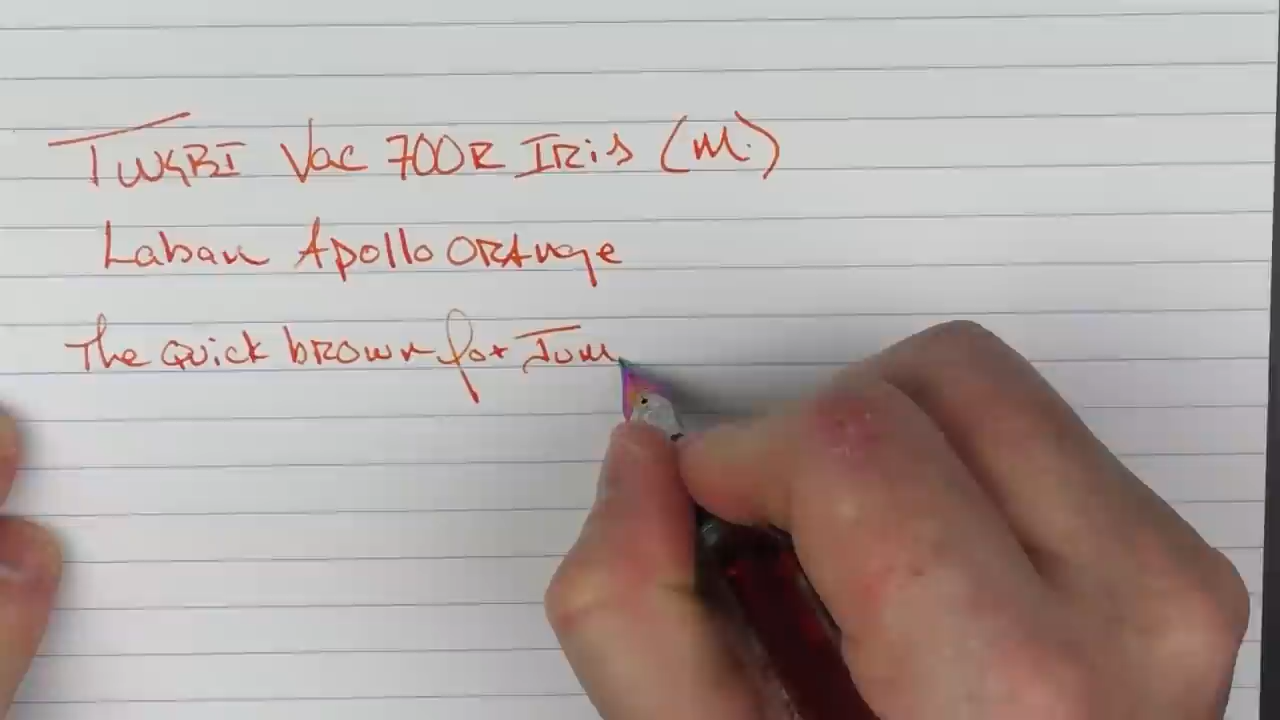 TWSBI Vac 700R IRis (M.)
Laban Apollo ORAnge
The Quick bROWn fox Jum